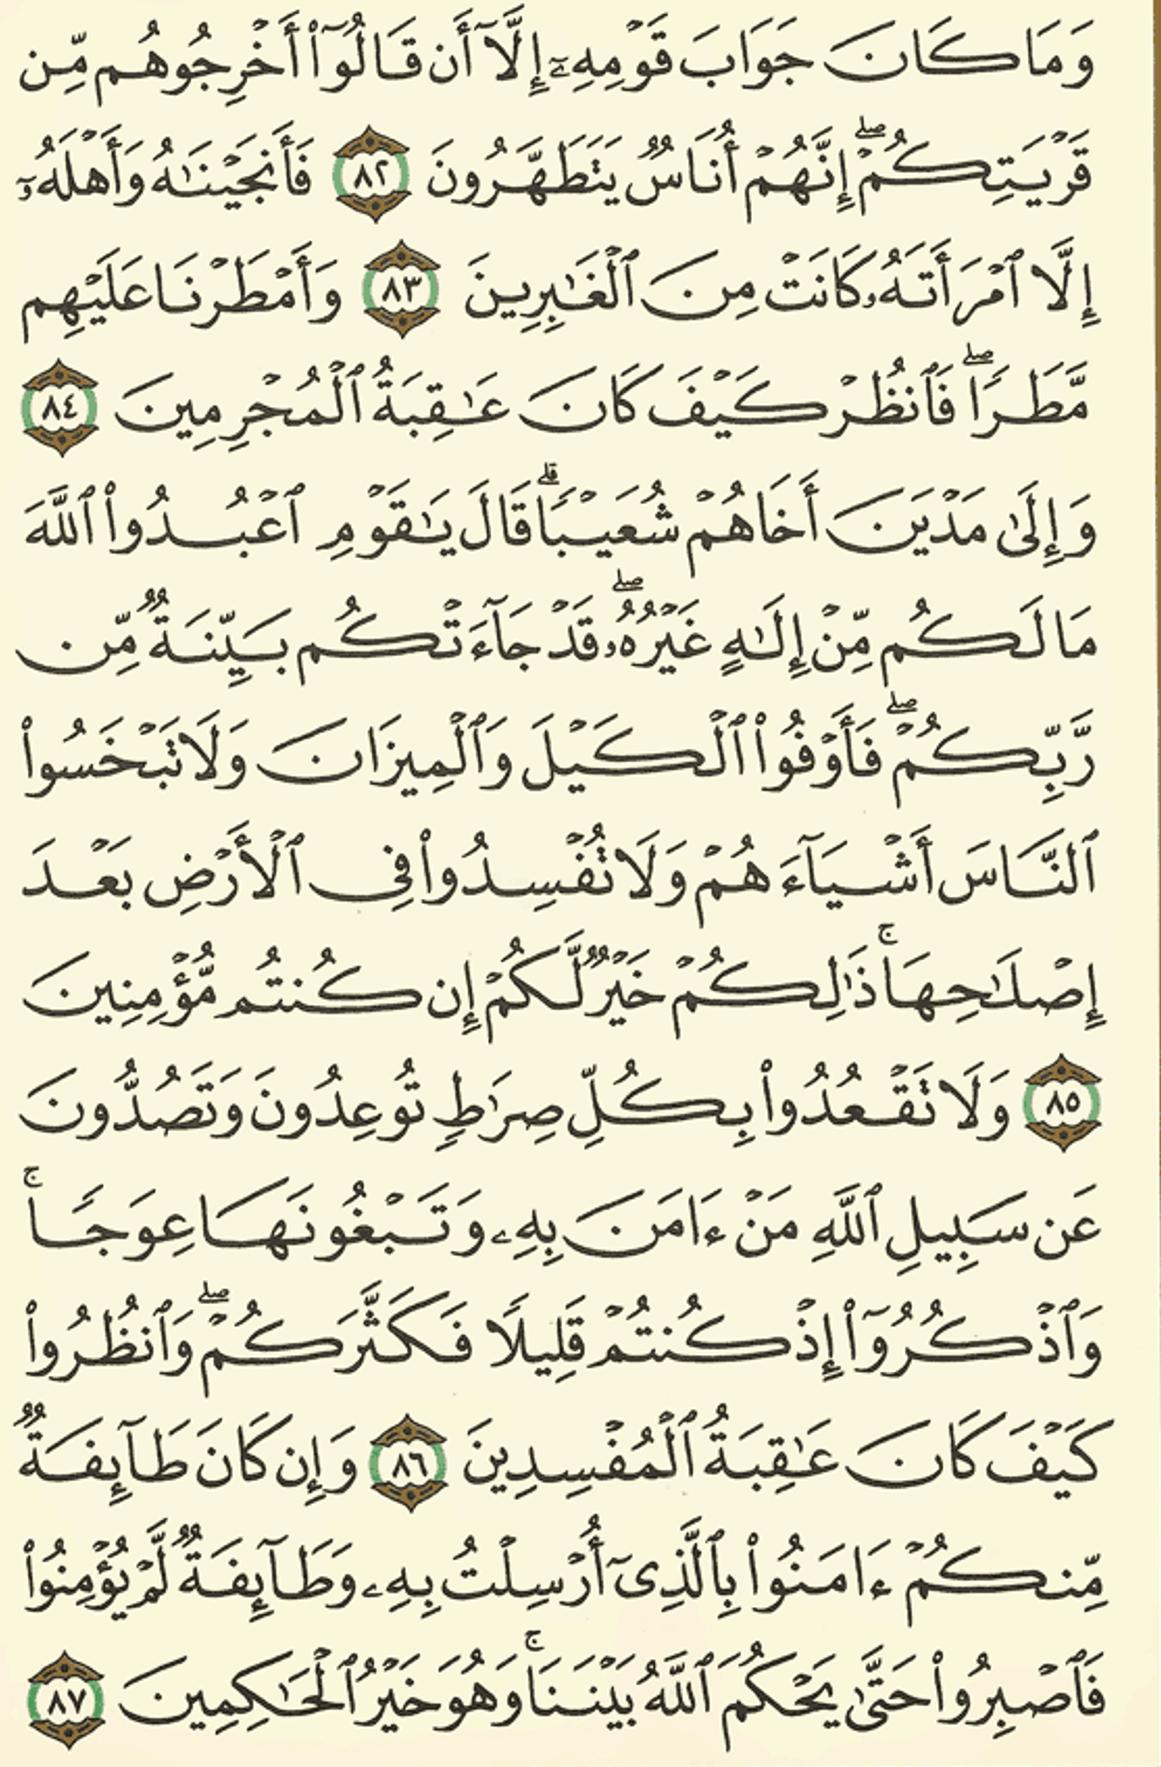 وَمَا كَانَ جَوَابَ قَوْمِهِۦٓ إِلَّآ أَن قَالُوٓا۟ أَخْرِجُوهُم مِّن
قَرْيَتِكُمْ ۖ إِنَّهُمْ أُنَاسٌ يَتَطَهَّرُونَ ٨٢ فَأَنجَيْنَـٰهُ وَأَهْلَهُۥٓ
إِلَّا ٱمْرَأَتَهُۥ كَانَتْ مِنَ ٱلْغَـٰبِرِينَ ٨٣ وَأَمْطَرْنَا عَلَيْهِم
مَّطَرًا ۖ فَٱنظُرْ كَيْفَ كَانَ عَـٰقِبَةُ ٱلْمُجْرِمِينَ ٨٤
وَإِلَىٰ مَدْيَنَ أَخَاهُمْ شُعَيْبًا ۗ قَالَ يَـٰقَوْمِ ٱعْبُدُوا۟ ٱللَّهَ
مَا لَكُم مِّنْ إِلَـٰهٍ غَيْرُهُۥ ۖ قَدْ جَآءَتْكُم بَيِّنَةٌ مِّن
رَّبِّكُمْ ۖ فَأَوْفُوا۟ ٱلْكَيْلَ وَٱلْمِيزَانَ وَلَا تَبْخَسُوا۟
ٱلنَّاسَ أَشْيَآءَهُمْ وَلَا تُفْسِدُوا۟ فِى ٱلْأَرْضِ بَعْدَ
إِصْلَـٰحِهَا ۚ ذَٰلِكُمْ خَيْرٌ لَّكُمْ إِن كُنتُم مُّؤْمِنِينَ
٨٥ وَلَا تَقْعُدُوا۟ بِكُلِّ صِرَٰطٍ تُوعِدُونَ وَتَصُدُّونَ
عَن سَبِيلِ ٱللَّهِ مَنْ ءَامَنَ بِهِۦ وَتَبْغُونَهَا عِوَجًا ۚ
وَٱذْكُرُوٓا۟ إِذْ كُنتُمْ قَلِيلًا فَكَثَّرَكُمْ ۖ وَٱنظُرُوا۟
كَيْفَ كَانَ عَـٰقِبَةُ ٱلْمُفْسِدِينَ ٨٦ وَإِن كَانَ طَآئِفَةٌ
مِّنكُمْ ءَامَنُوا۟ بِٱلَّذِىٓ أُرْسِلْتُ بِهِۦ وَطَآئِفَةٌ لَّمْ يُؤْمِنُوا۟
فَٱصْبِرُوا۟ حَتَّىٰ يَحْكُمَ ٱللَّهُ بَيْنَنَا ۚ وَهُوَ خَيْرُ ٱلْحَـٰكِمِينَ ٨٧